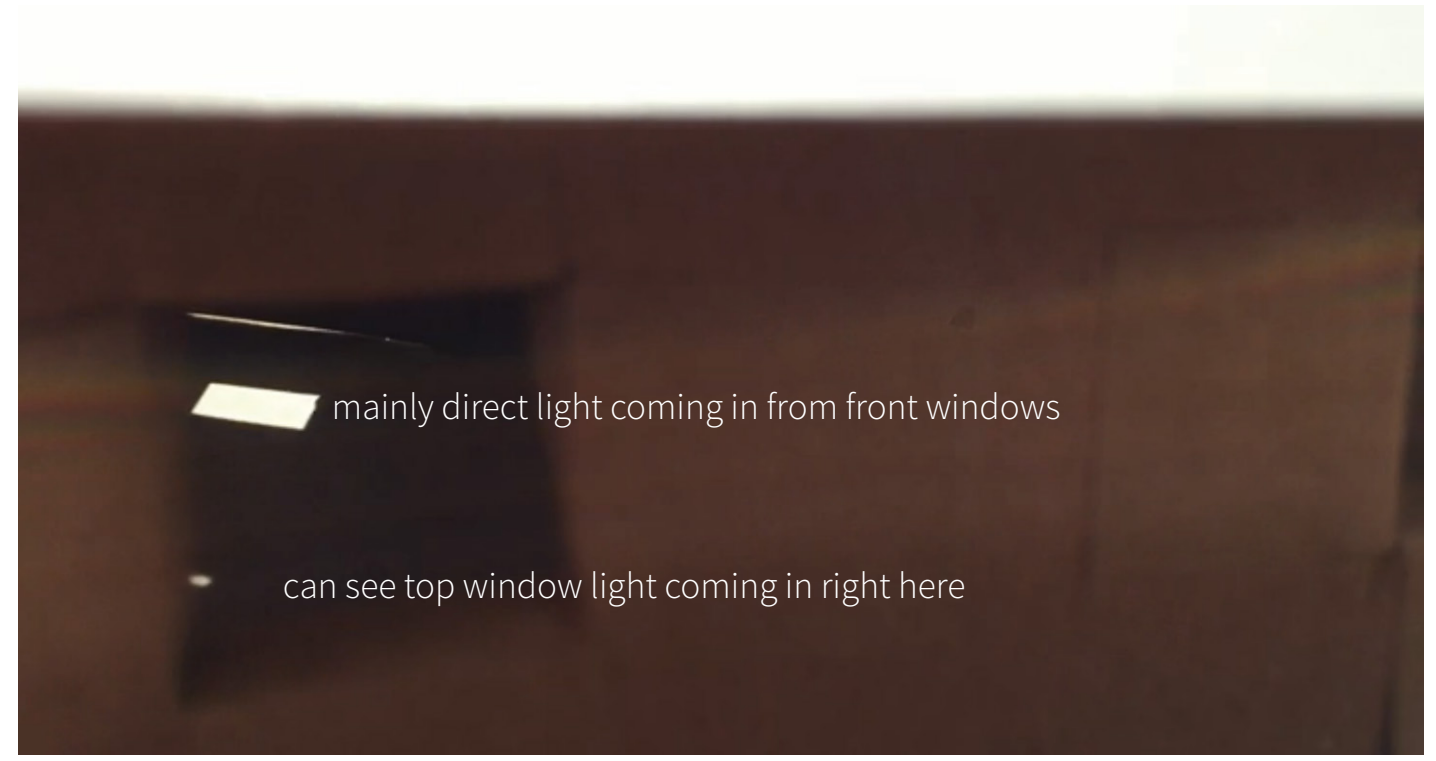 mainly direct light coming in from front windows
can see top window light coming in right here